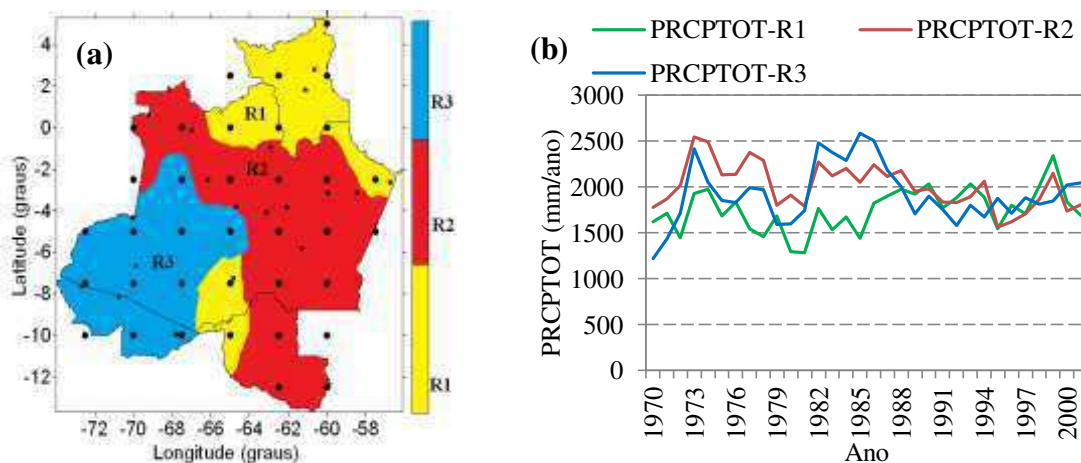 (a)
4
2
0
-2
-4
-6
-8
-10
-12
Latitude (graus)
R1
R2
R3
-72 -70 -68 -66 -64 -62 -60 -58
Longitude (graus)
R3
R2
R1
(b)
PRCPTOT-R1 PRCPTOT-R2
PRCPTOT-R3
PRCPTOT (mm/ano)
3000
2500
2000
1500
1000
500
0
1970 1973 1976 1979 1982 1985 1988 1991 1994 1997 2000
Ano